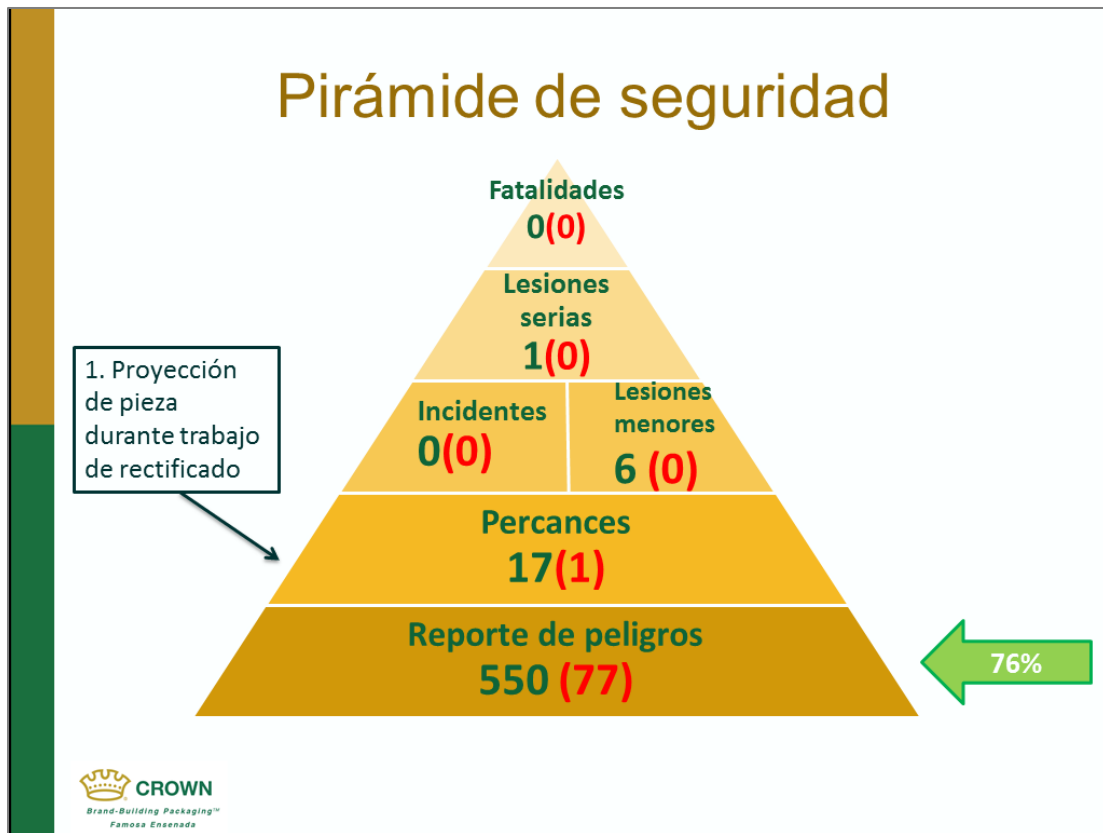 Pirámide de seguridad
Fatalidades
0(0)
Lesiones
serias
1(0)
1. Proyección
de pieza
durante trabajo
de rectificado
Incidentes
0(0)
Lesiones
menores
6 (0)
Percances
17(1)
Reporte de peligros
550 (77)
76%
CROWN
Brand-Building Packaging™
Famosa Ensenada